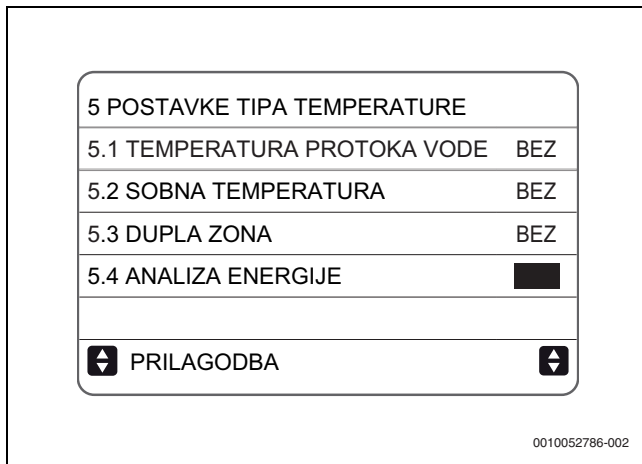 5 POSTAVKE TIPA TEMPERATURE
5.1 TEMPERATURA PROTOKA VODE BEZ
5.2 SOBNA TEMPERATURA BEZ
5.3 DUPLA ZONA BEZ
5.4 ANALIZA ENERGIJE
PRILAGODBA
0010052786-002